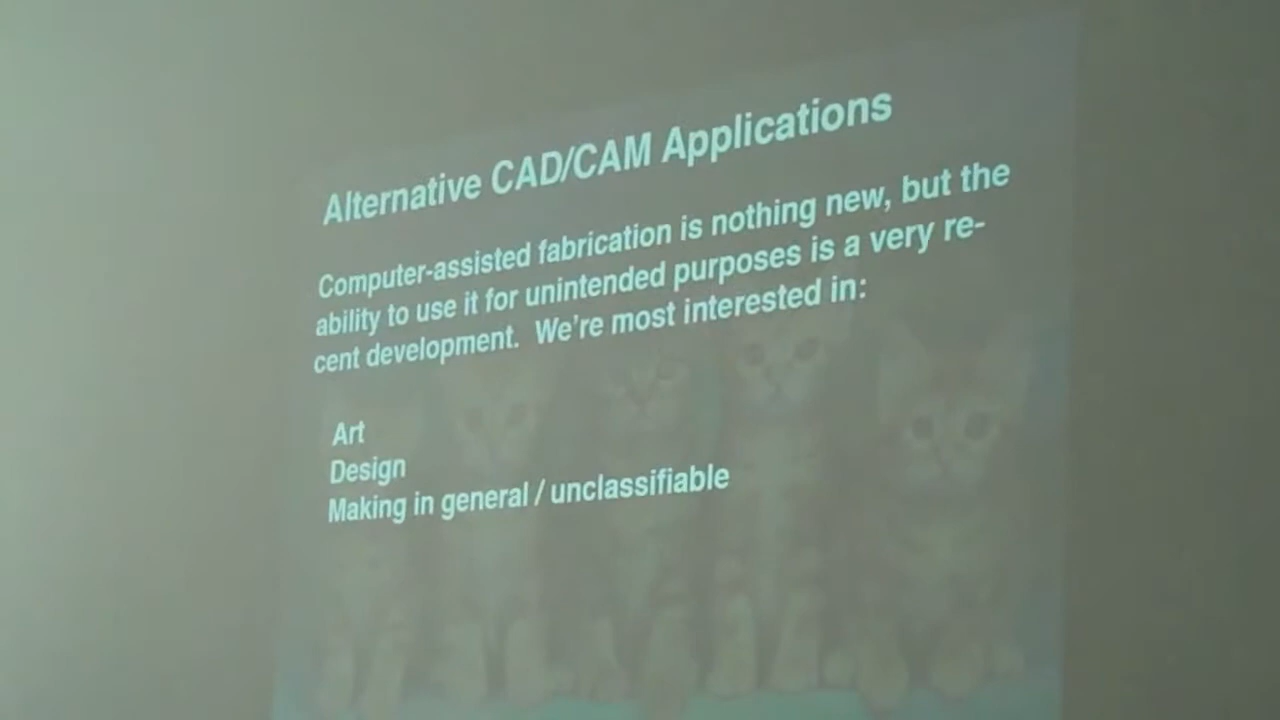 Alternative CAD/CAM Applications
Computer-assisted fabrication is nothing new, but the
ability to use it for unintended purposes is a very re-
cent development.  We're most interested in:
Art
Design
Making in general / unclassifiable